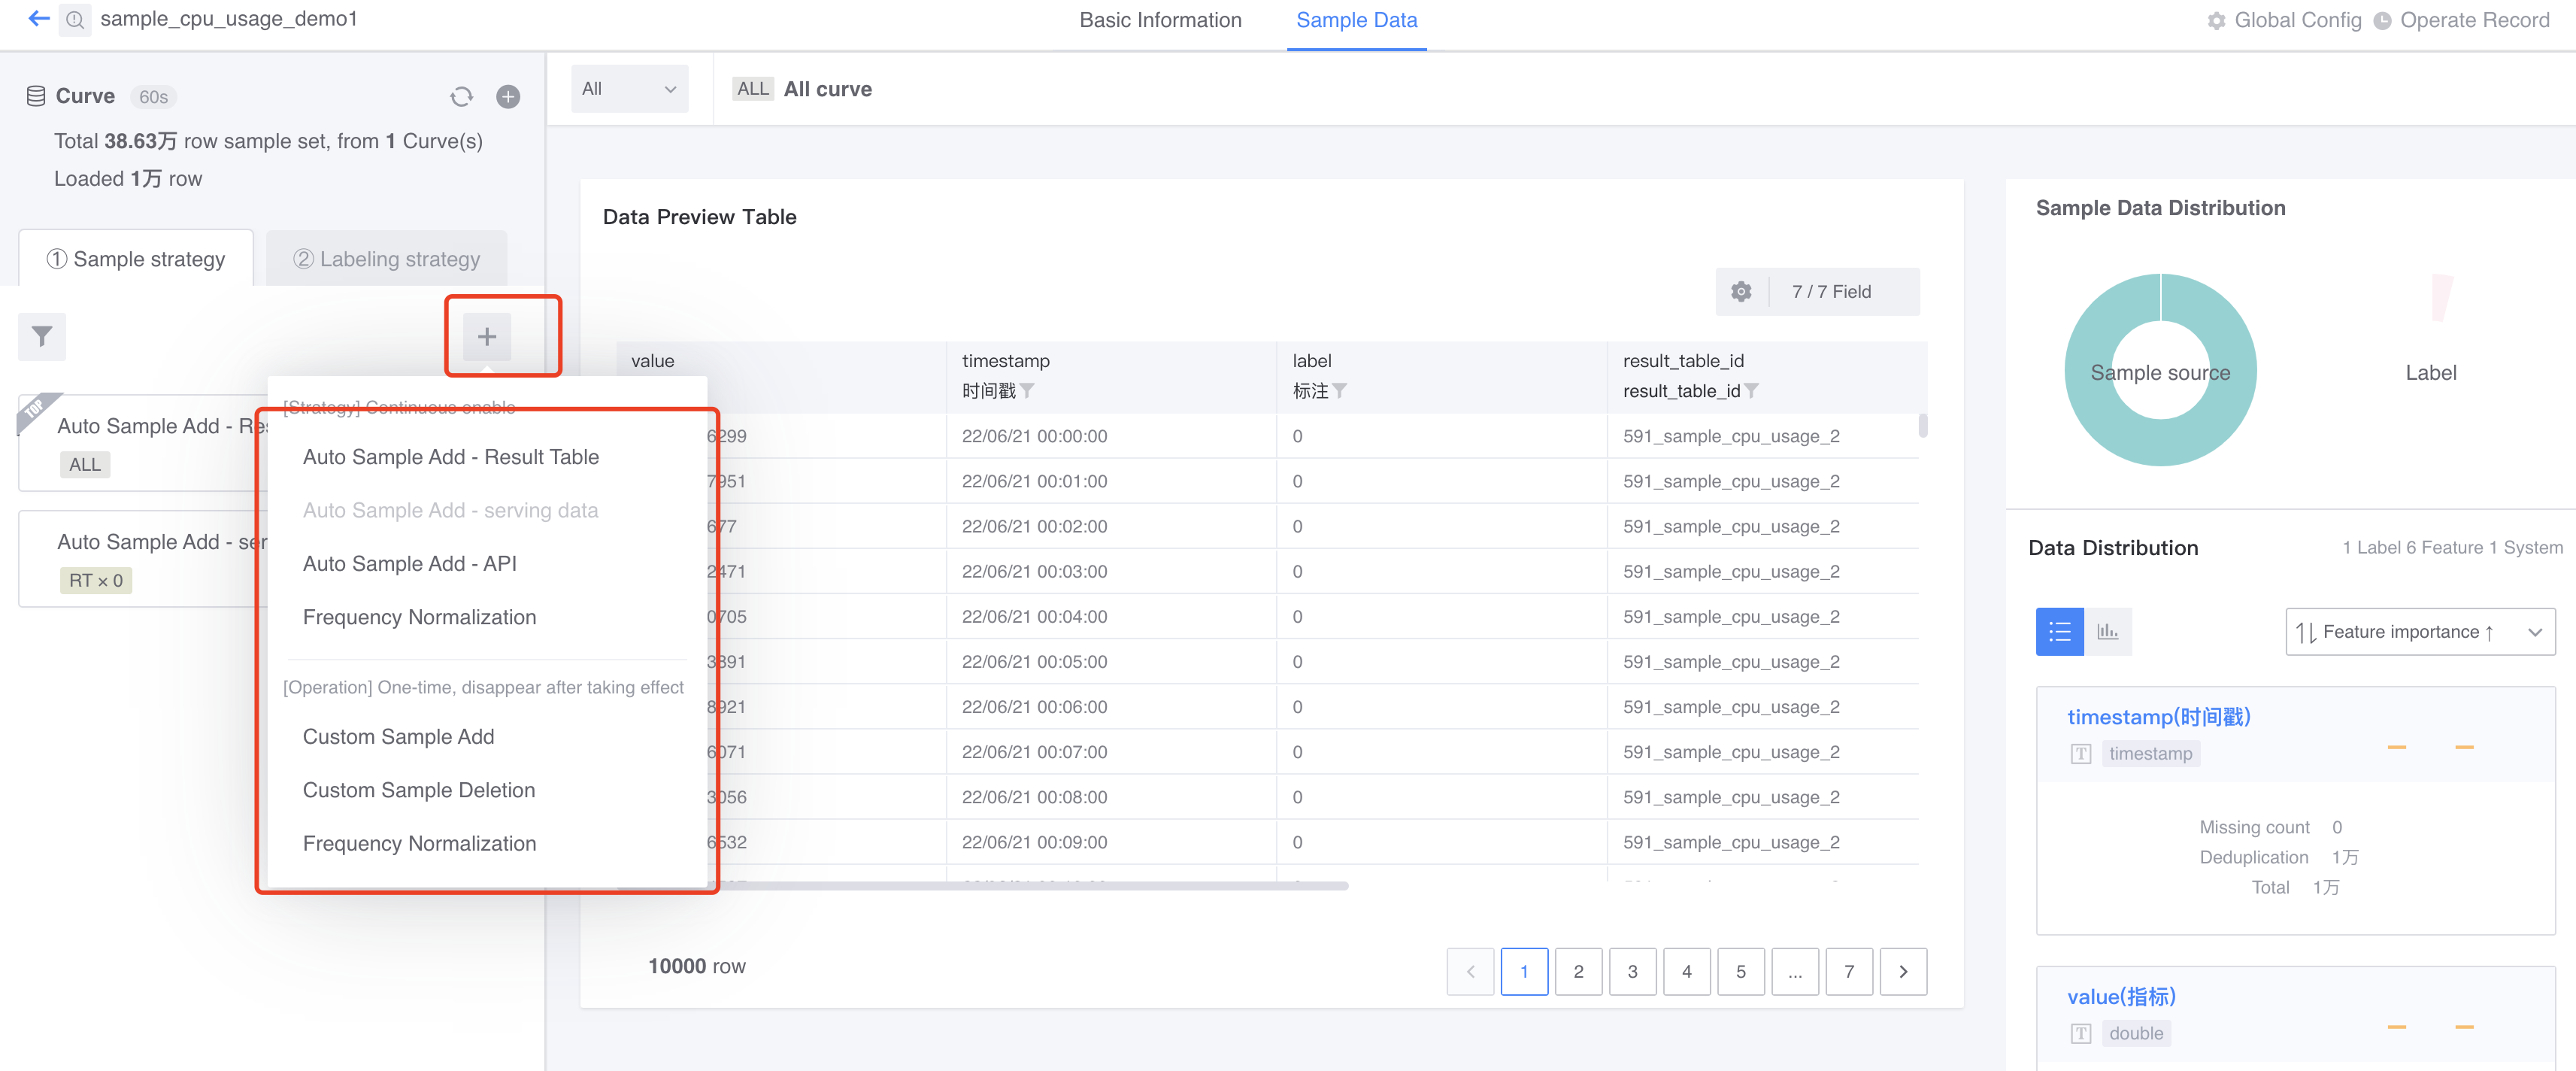 sample_cpu_usage_demo1
Basic Information
Sample Data
Global Config
Operate Record
Curve 60s
Total 38.63万 row sample set, from 1 Curve(s)
Loaded 1万 row
① Sample strategy
② Labeling strategy
TOP
Auto Sample Add - Res
ALL
Auto Sample Add - ser
RT × 0
[Strategy] Continuous enable
Auto Sample Add - Result Table
Auto Sample Add - serving data
Auto Sample Add - API
Frequency Normalization
[Operation] One-time, disappear after taking effect
Custom Sample Add
Custom Sample Deletion
Frequency Normalization
All
ALL All curve
Data Preview Table
7 / 7 Field
value timestamp label result_table_id
时间戳 标注 result_table_id
6299 22/06/21 00:00:00 0 591_sample_cpu_usage_2
7951 22/06/21 00:01:00 0 591_sample_cpu_usage_2
677 22/06/21 00:02:00 0 591_sample_cpu_usage_2
2471 22/06/21 00:03:00 0 591_sample_cpu_usage_2
0705 22/06/21 00:04:00 0 591_sample_cpu_usage_2
3891 22/06/21 00:05:00 0 591_sample_cpu_usage_2
8921 22/06/21 00:06:00 0 591_sample_cpu_usage_2
6071 22/06/21 00:07:00 0 591_sample_cpu_usage_2
3056 22/06/21 00:08:00 0 591_sample_cpu_usage_2
6532 22/06/21 00:09:00 0 591_sample_cpu_usage_2
10000 row
1 2 3 4 5 ... 7
Sample Data Distribution
Sample source
Label
Data Distribution
1 Label 6 Feature 1 System
Feature importance ↑
timestamp(时间戳)
T timestamp
Missing count 0
Deduplication 1万
Total 1万
value(指标)
T double